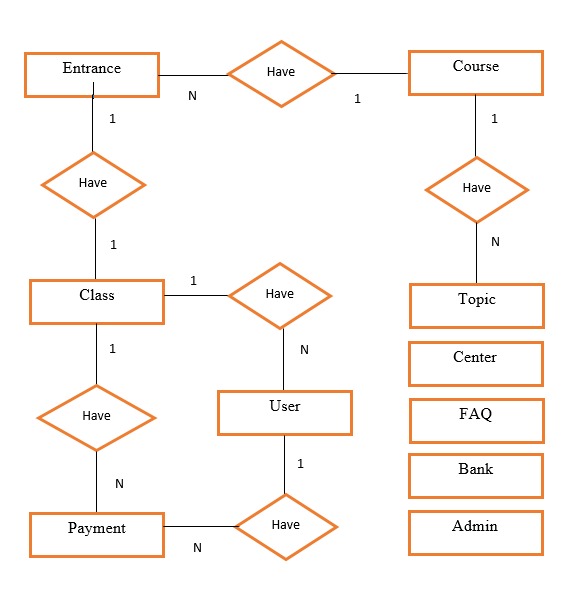 Entrance
Have
Course
N
1
1
1
Have
Have
1
N
Class
1
Have
Topic
1
N
Center
User
FAQ
Have
1
Bank
N
Payment
Have
Admin
N